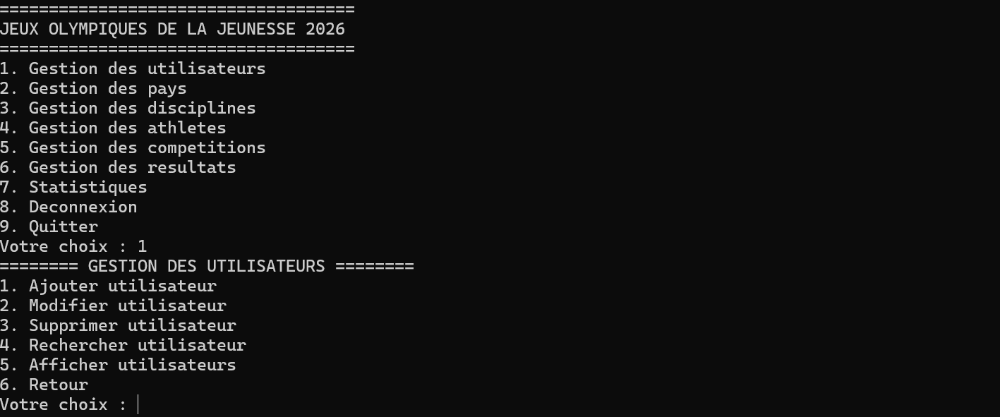 ====================================
JEUX OLYMPIQUES DE LA JEUNESSE 2026
====================================
1. Gestion des utilisateurs
2. Gestion des pays
3. Gestion des disciplines
4. Gestion des athletes
5. Gestion des competitions
6. Gestion des resultats
7. Statistiques
8. Deconnexion
9. Quitter
Votre choix : 1
======== GESTION DES UTILISATEURS ========
1. Ajouter utilisateur
2. Modifier utilisateur
3. Supprimer utilisateur
4. Rechercher utilisateur
5. Afficher utilisateurs
6. Retour
Votre choix :